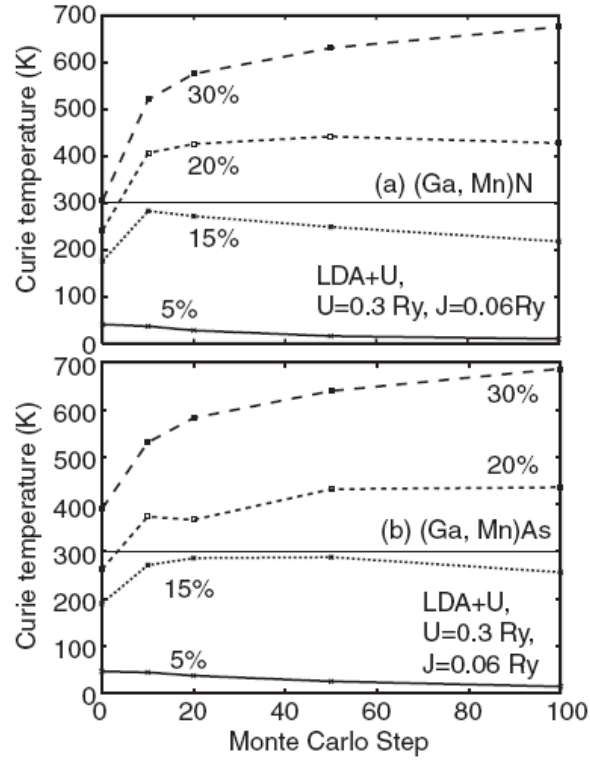 700
600
500
400
300
200
100
0
Curie temperature (K)
30%
20%
(a) (Ga, Mn)N
15%
LDA+U,
U=0.3 Ry, J=0.06Ry
5%
700
600
500
400
300
200
100
0
Curie temperature (K)
30%
20%
(b) (Ga, Mn)As
15%
LDA+U,
U=0.3 Ry,
J=0.06 Ry
5%
0 20 40 60 80 100
Monte Carlo Step